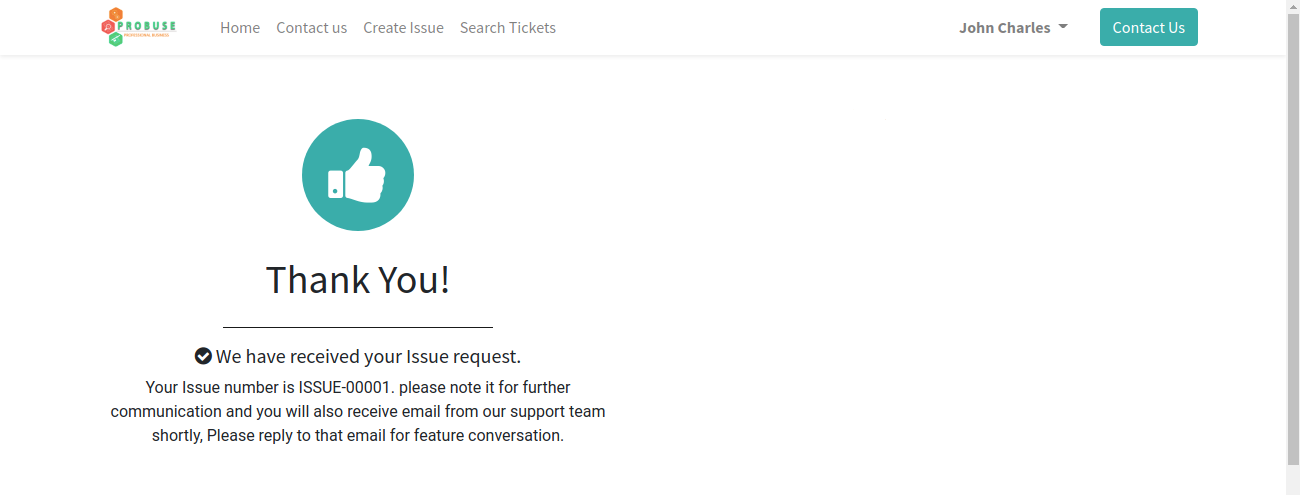 PROBUSE
PROFESSIONAL BUSINESS
Home Contact us Create Issue Search Tickets John Charles Contact Us
Thank You!
We have received your Issue request.
Your Issue number is ISSUE-00001. please note it for further
communication and you will also receive email from our support team
shortly, Please reply to that email for feature conversation.